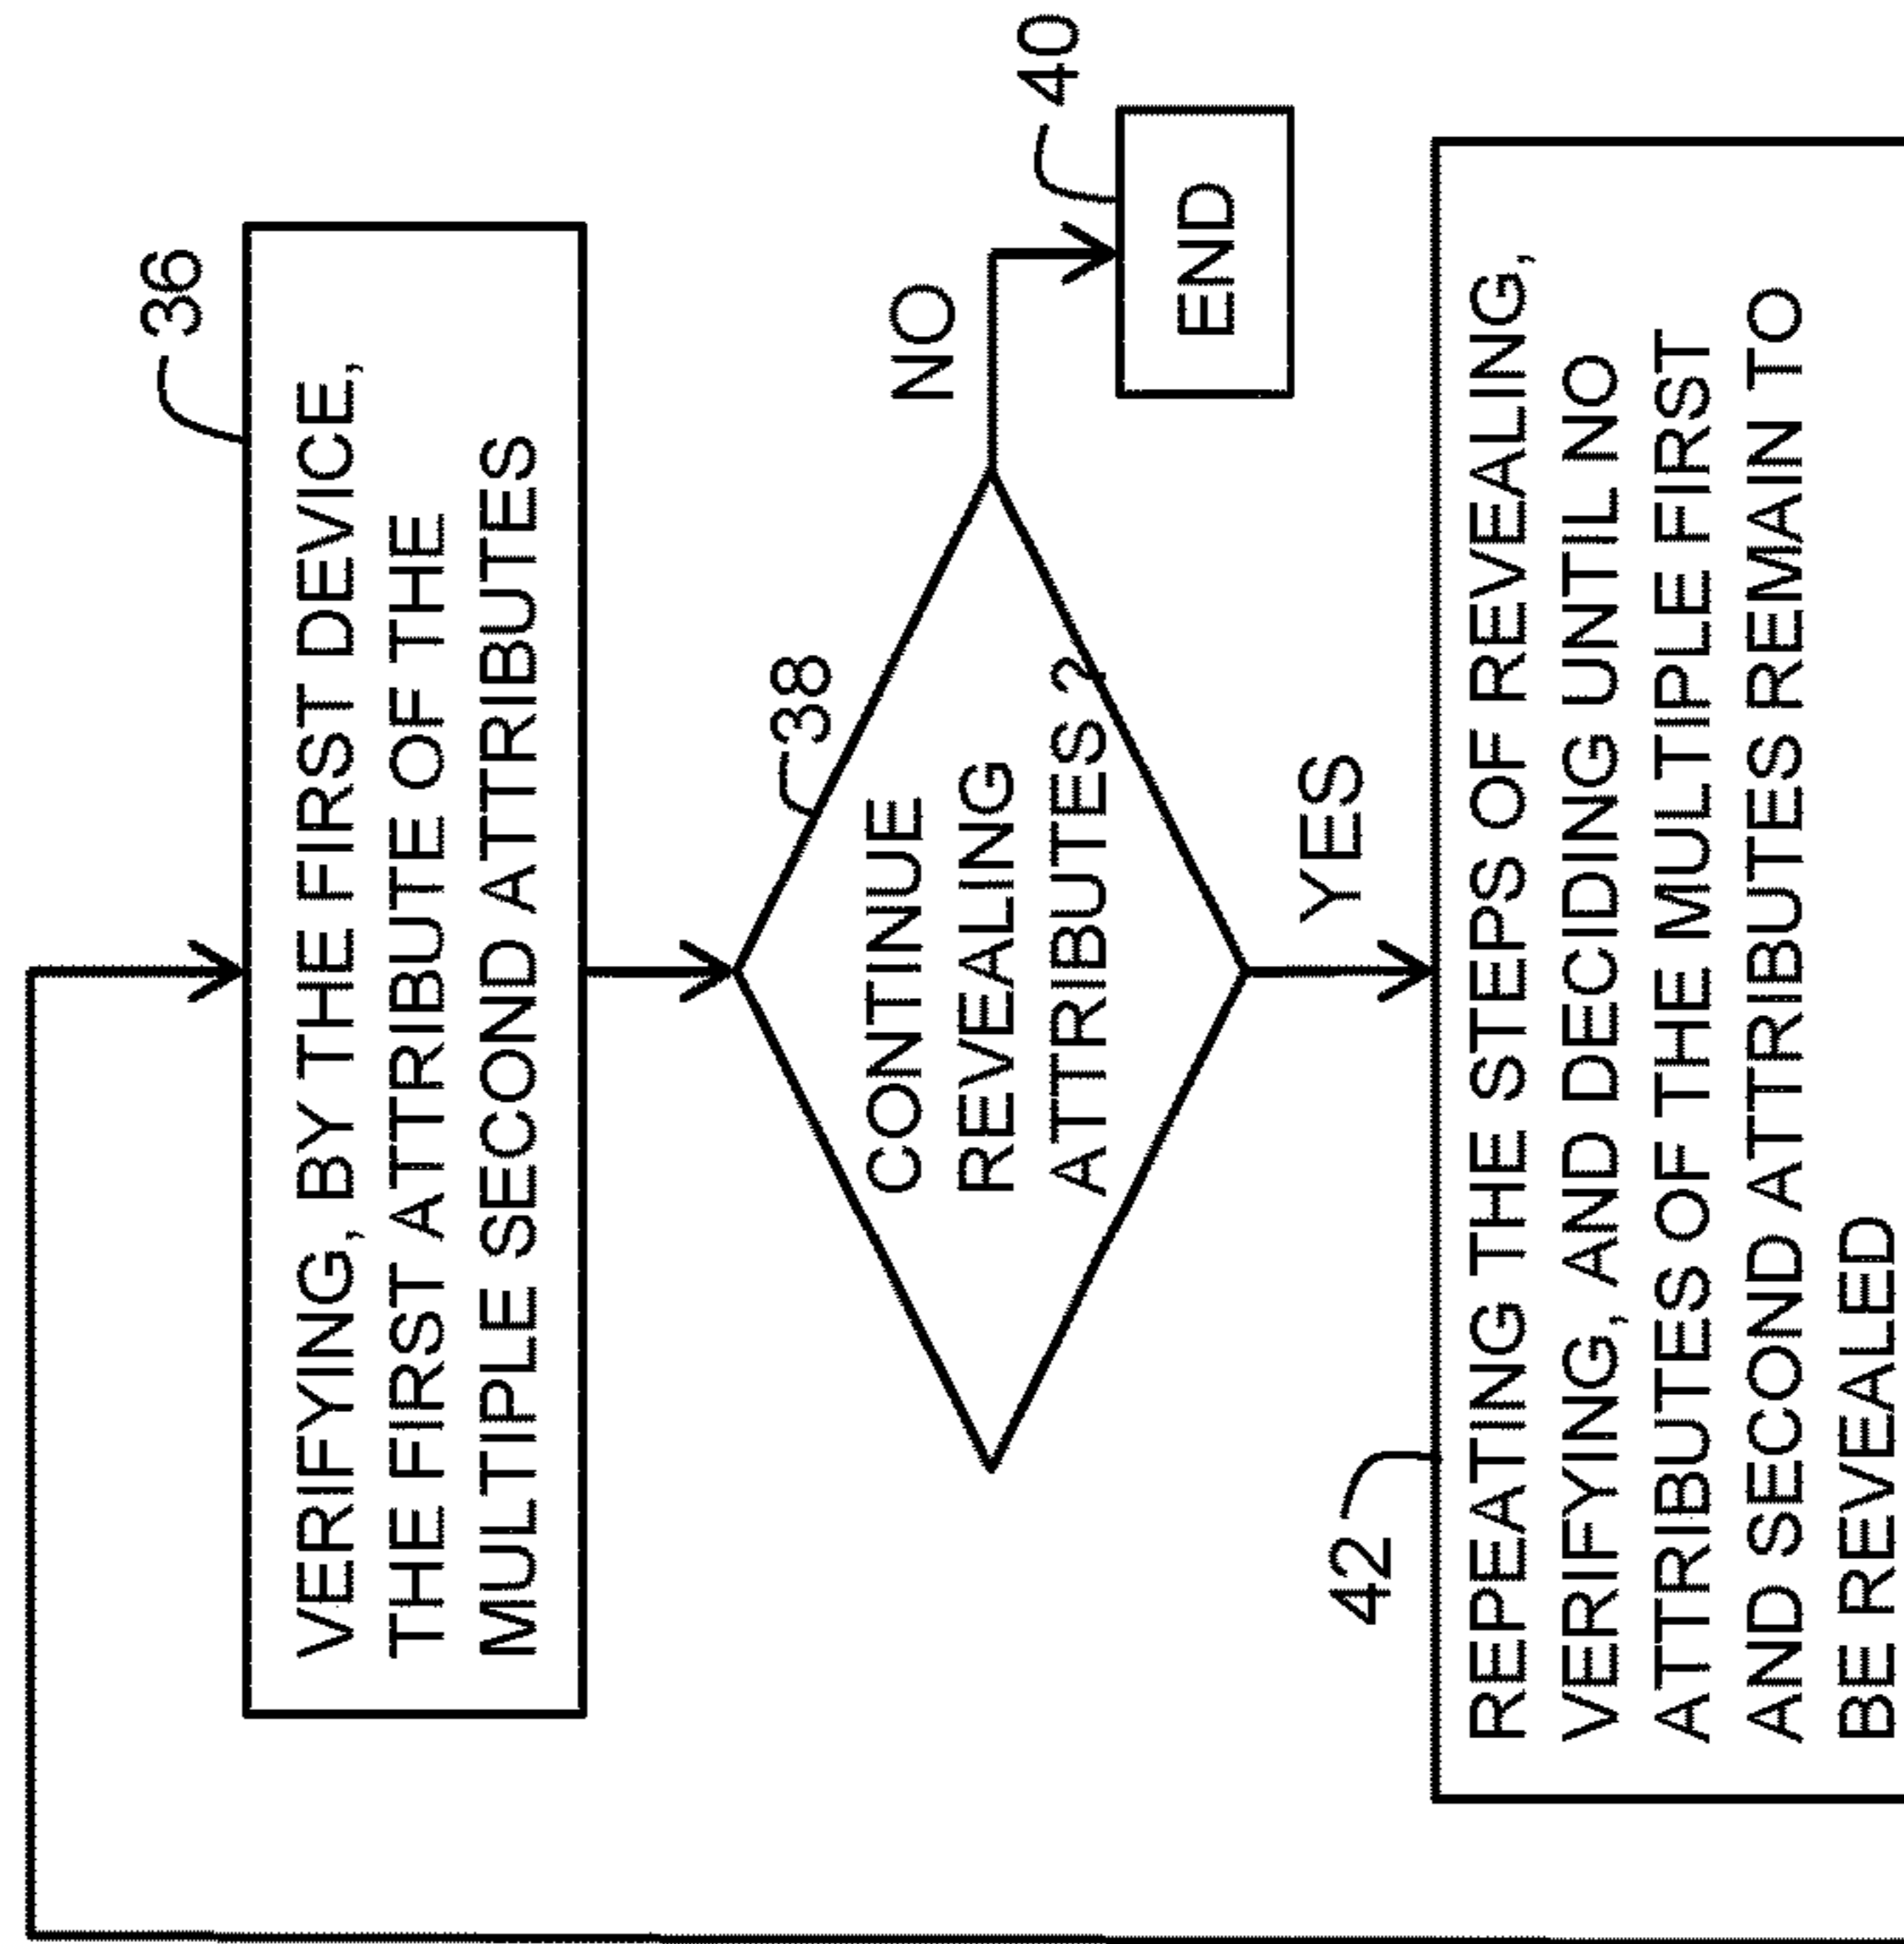 36
VERIFYING, BY THE FIRST DEVICE,
THE FIRST ATTRIBUTE OF THE
MULTIPLE SECOND ATTRIBUTES
38
CONTINUE
REVEALING
ATTRIBUTES ?
NO
40
END
YES
42
REPEATING THE STEPS OF REVEALING,
VERIFYING, AND DECIDING UNTIL NO
ATTRIBUTES OF THE MULTIPLE FIRST
AND SECOND ATTRIBUTES REMAIN TO
BE REVEALED